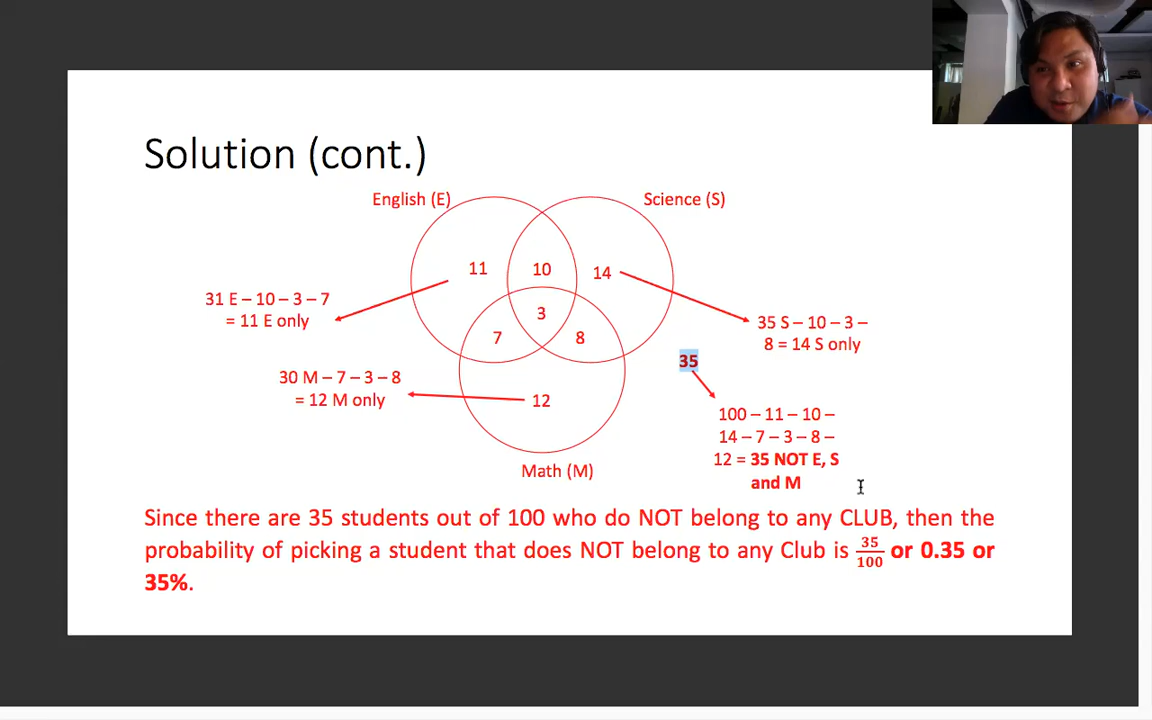 Solution (cont.)
English (E)
Science (S)
11
10
14
31 E – 10 – 3 – 7
= 11 E only
3
35 S – 10 – 3 –
8 = 14 S only
7
8
35
30 M – 7 – 3 – 8
= 12 M only
12
100 – 11 – 10 –
14 – 7 – 3 – 8 –
12 = 35 NOT E, S
and M
Math (M)
Since there are 35 students out of 100 who do NOT belong to any CLUB, then the
probability of picking a student that does NOT belong to any Club is 35/100 or 0.35 or
35%.